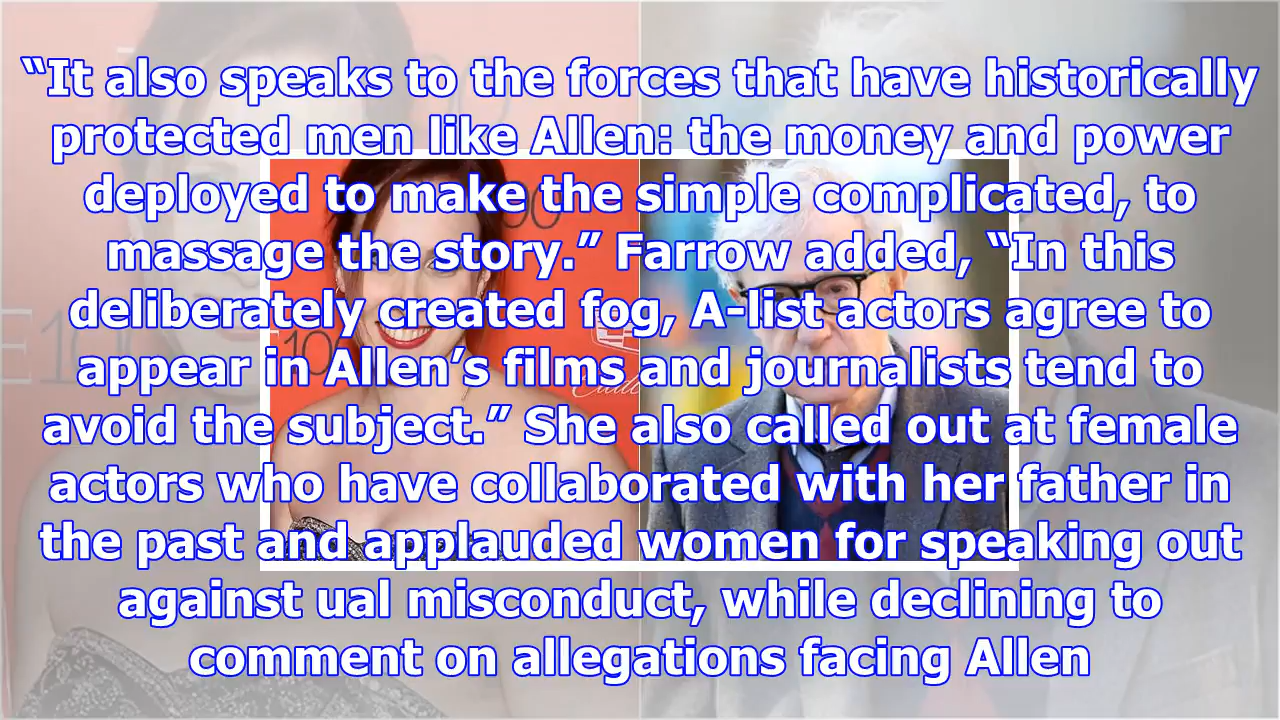 “It also speaks to the forces that have historically
protected men like Allen: the money and power
deployed to make the simple complicated, to
massage the story.” Farrow added, “In this
deliberately created fog, A-list actors agree to
appear in Allen’s films and journalists tend to
avoid the subject.” She also called out at female
actors who have collaborated with her father in
the past and applauded women for speaking out
against ual misconduct, while declining to
comment on allegations facing Allen